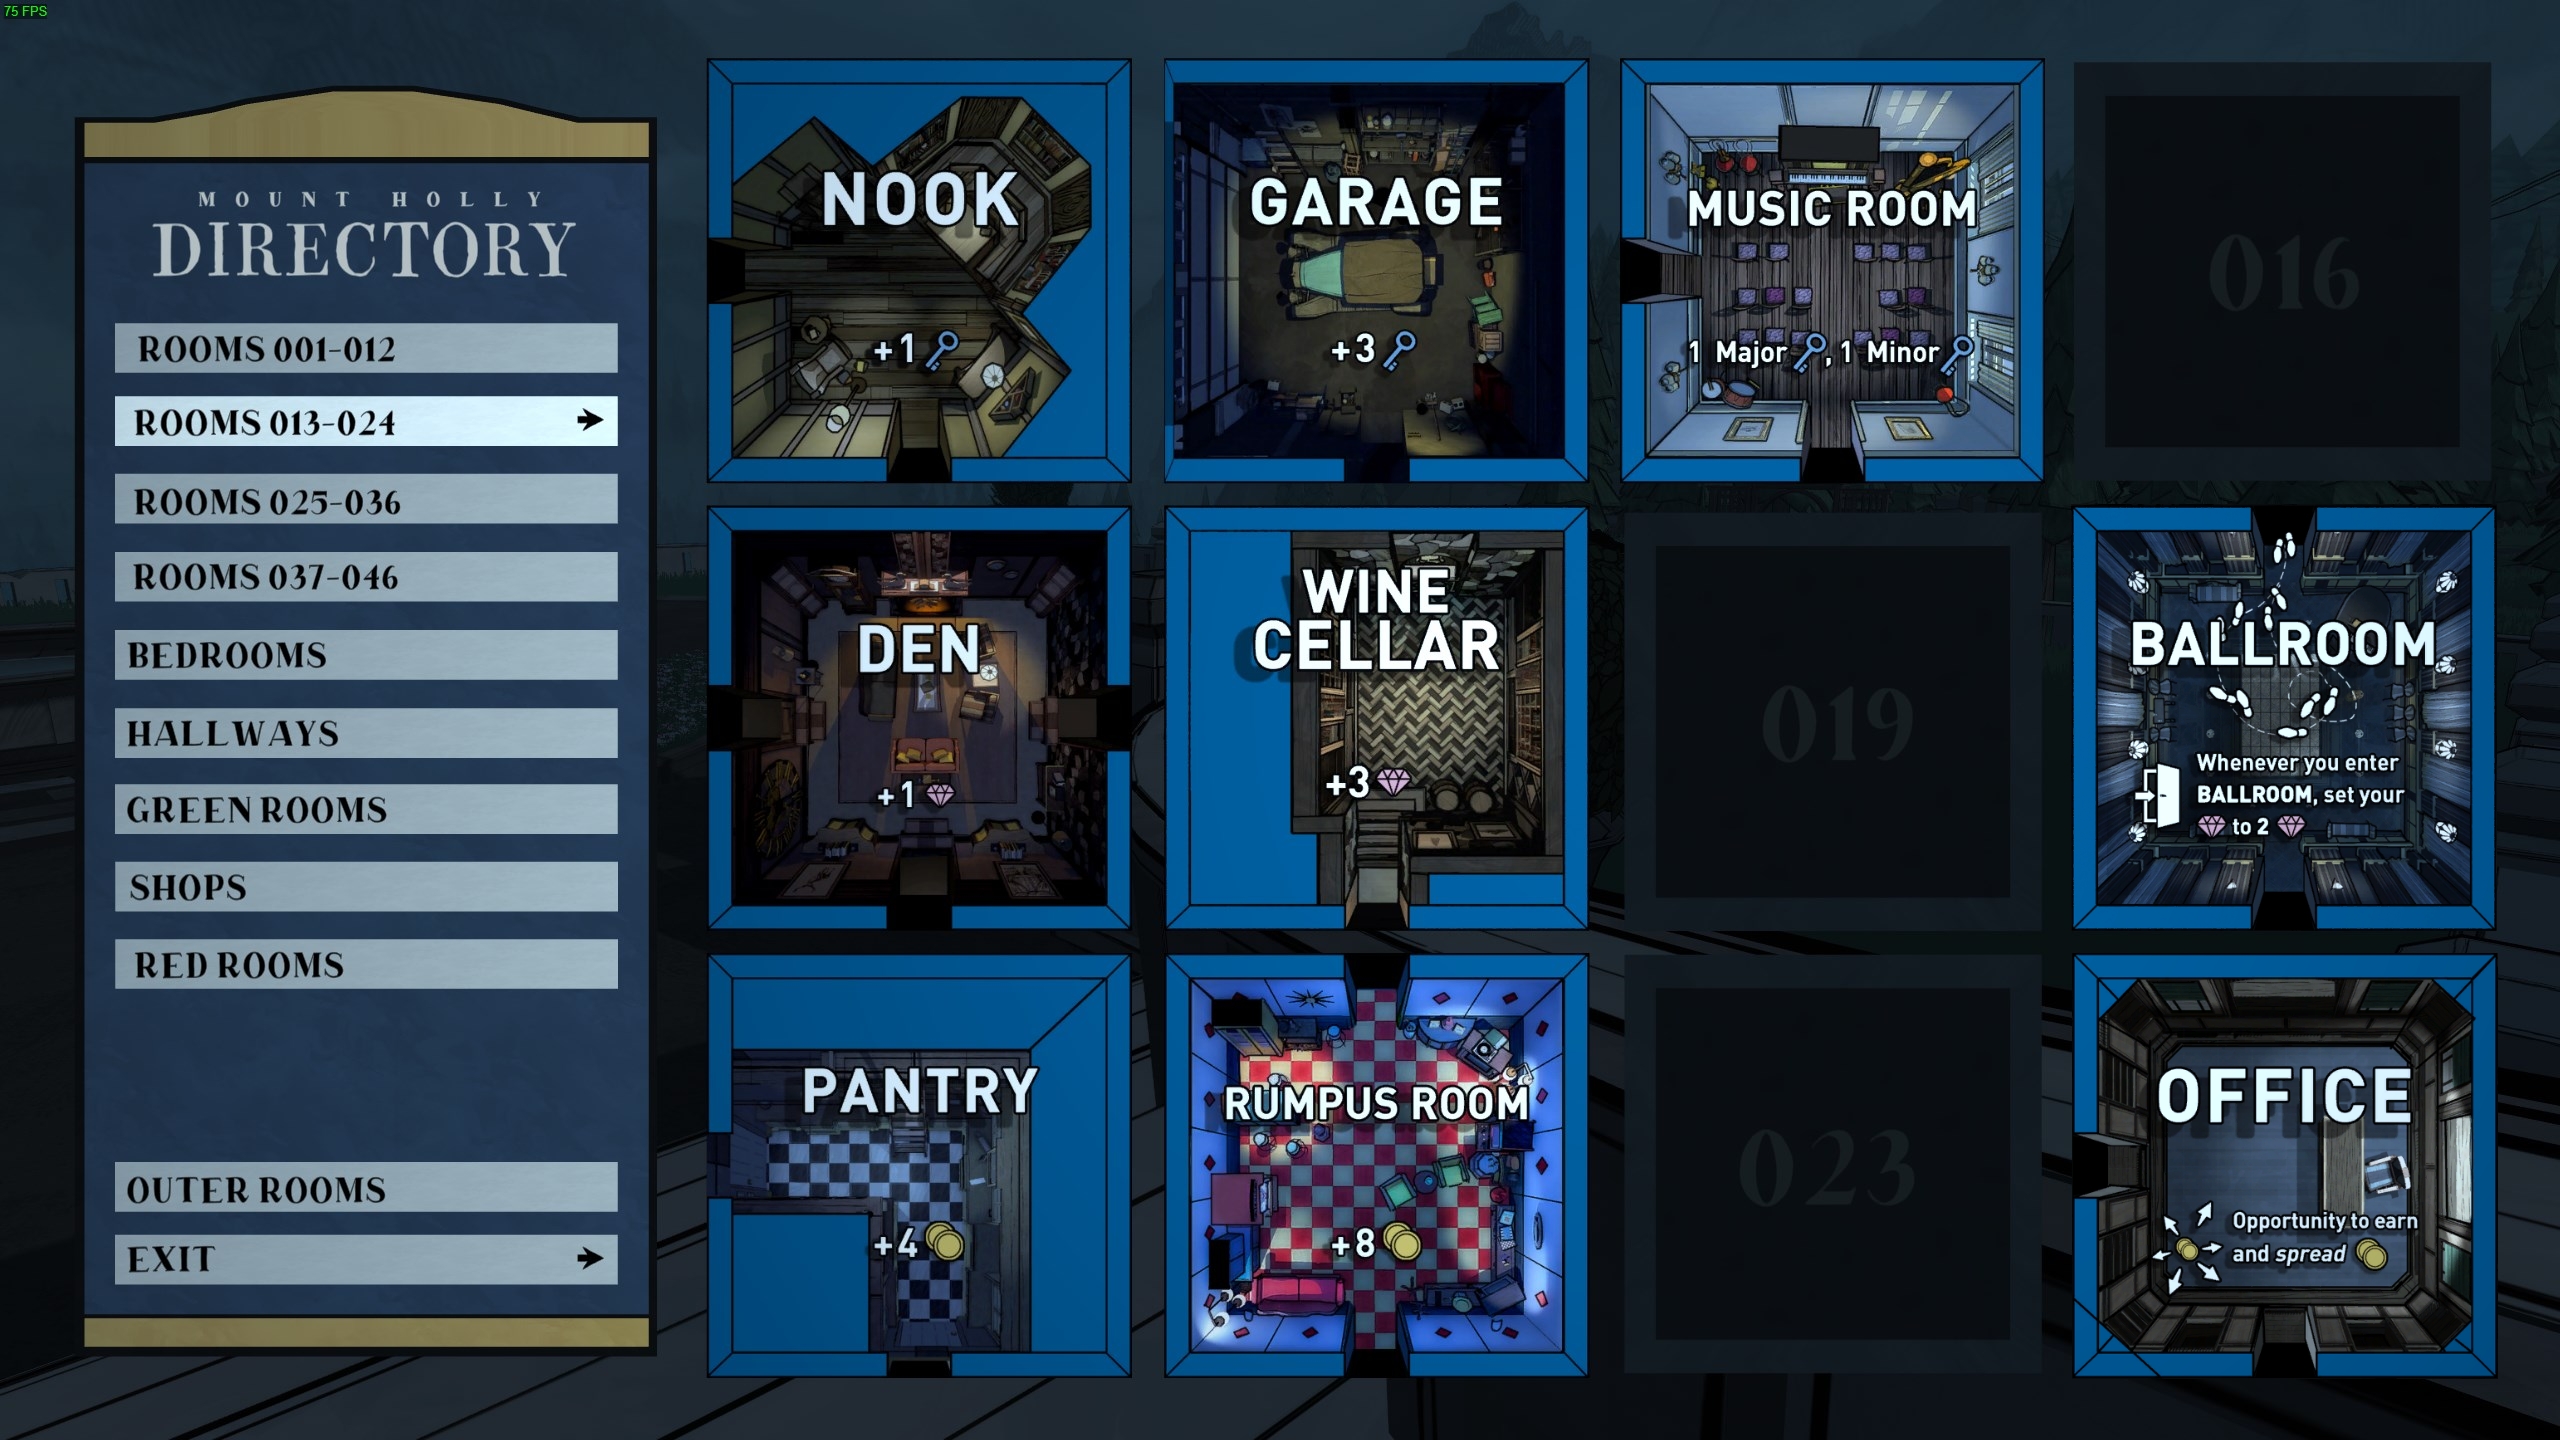 75 FPS
MOUNT HOLLY
DIRECTORY
ROOMS 001-012
ROOMS 013-024
ROOMS 025-036
ROOMS 037-046
BEDROOMS
HALLWAYS
GREEN ROOMS
SHOPS
RED ROOMS
OUTER ROOMS
EXIT
NOOK
+1
GARAGE
+3
MUSIC ROOM
1 Major , 1 Minor
016
DEN
+1
WINE
CELLAR
+3
019
BALLROOM
Whenever you enter
BALLROOM, set your
to 2
PANTRY
+4
RUMPUS ROOM
+8
023
OFFICE
Opportunity to earn
and spread